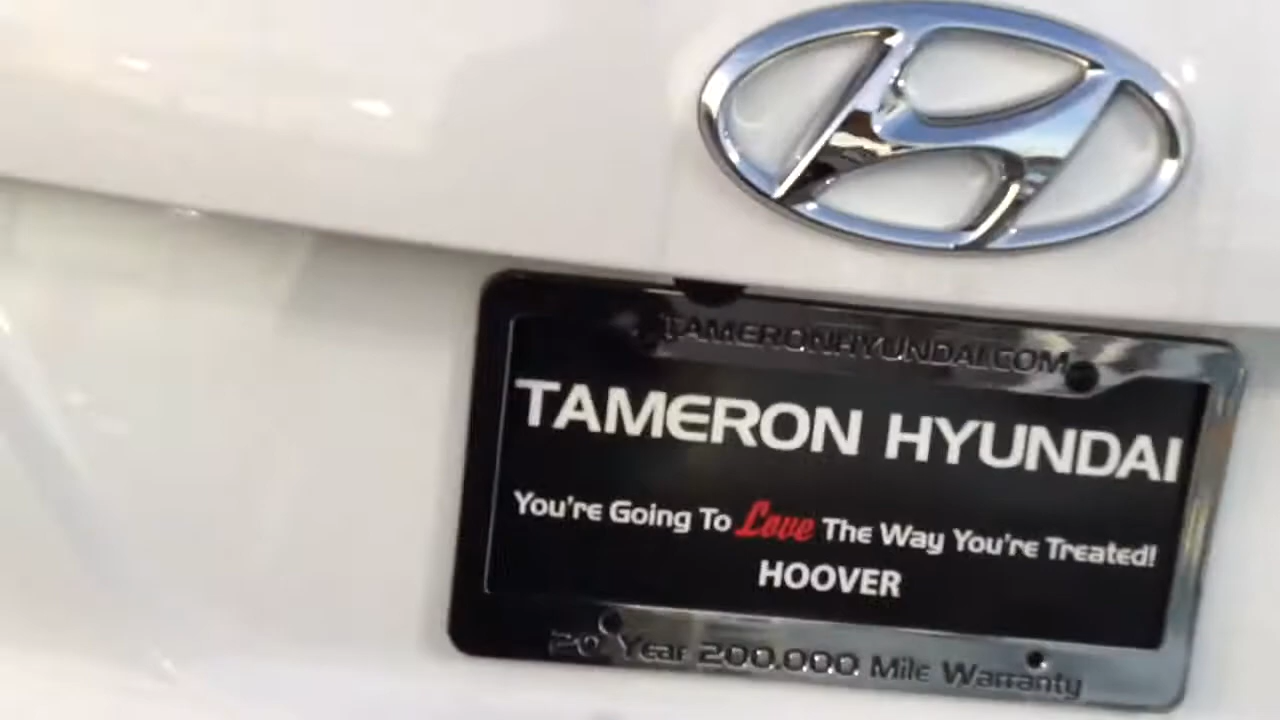 TAMERONHYUNDAI.COM
TAMERON HYUNDAI
You're Going To Love The Way You're Treated!
HOOVER
20 Year 200.000 Mile Warranty